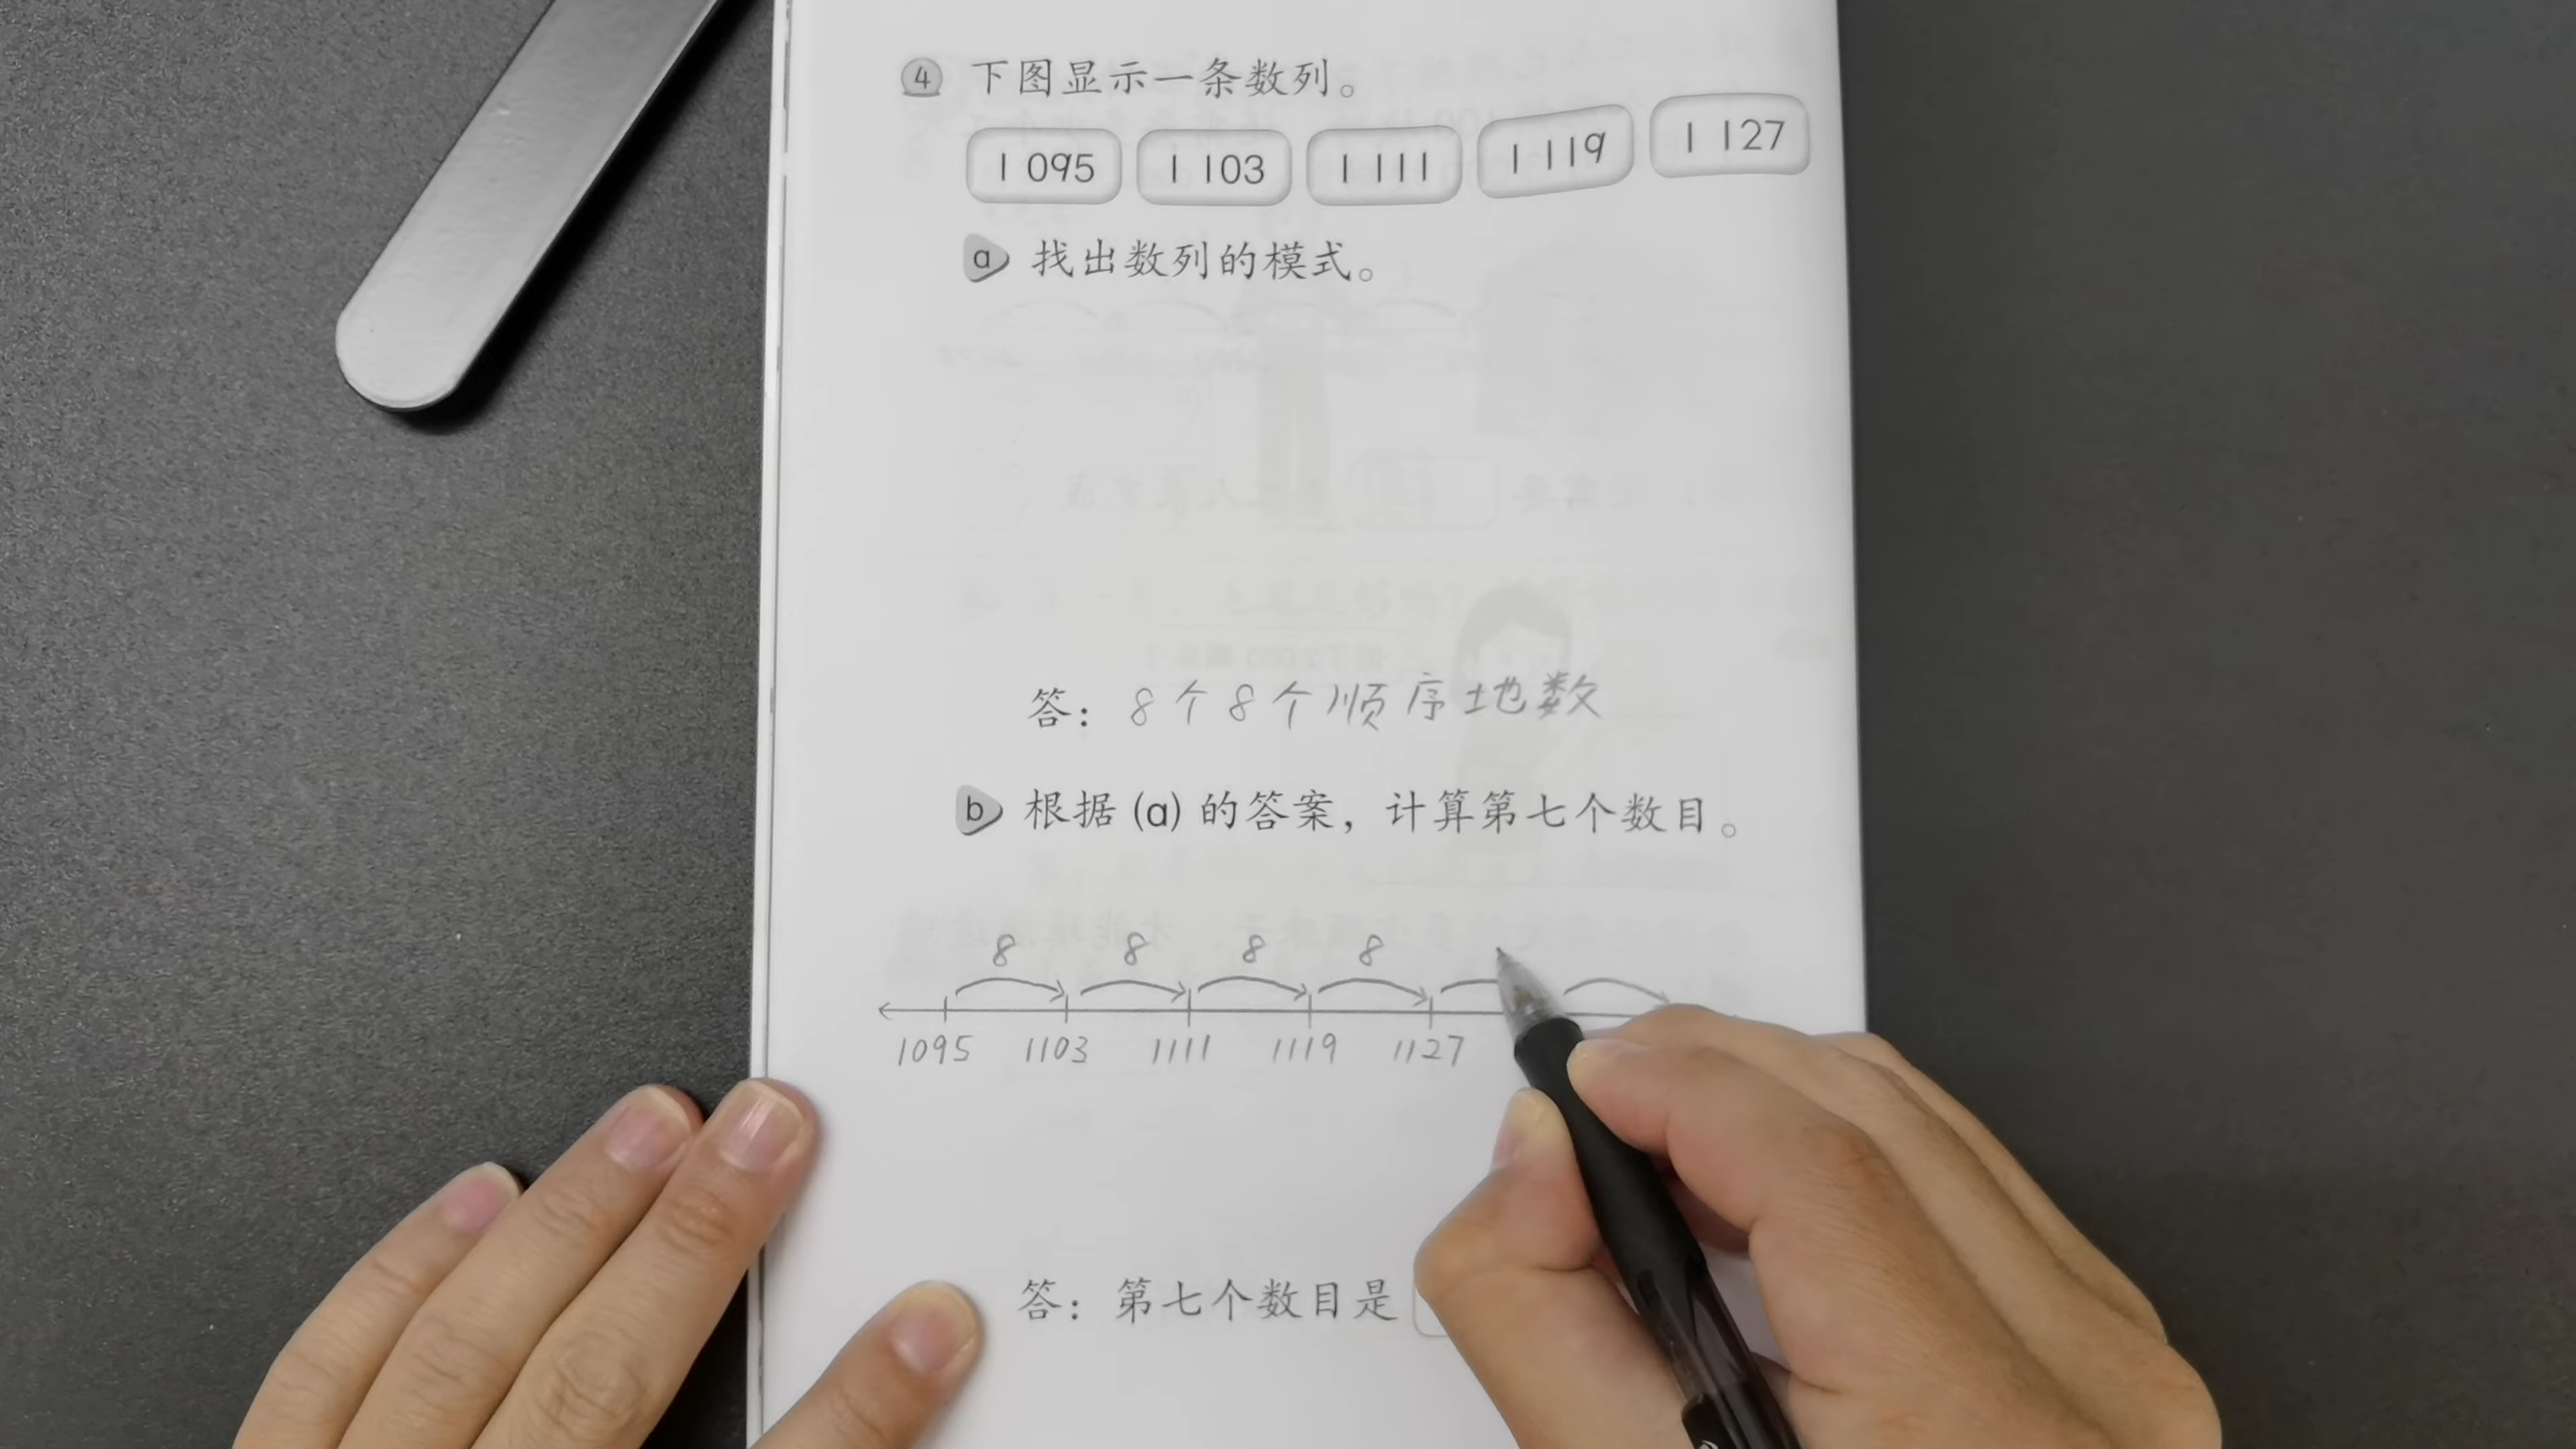 4 下图显示一条数列。
1 095 1 103 1 111 1 119 1 127
a 找出数列的模式。
答：8个8个顺序地数
b 根据 (a) 的答案，计算第七个数目。
8 8 8 8
1095 1103 1111 1119 1127
答：第七个数目是